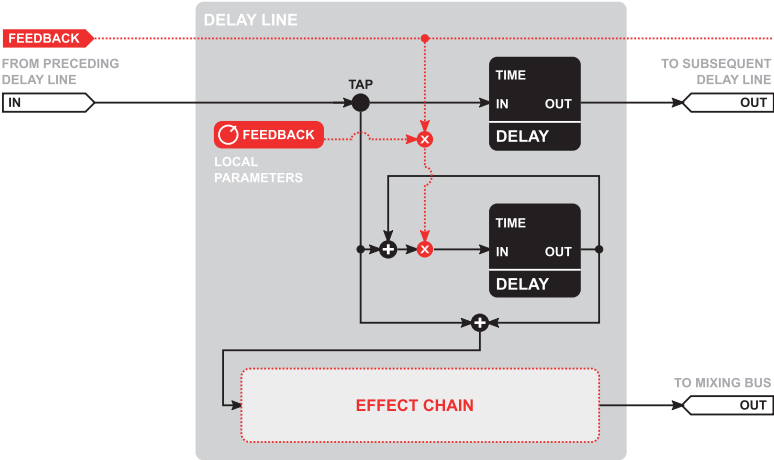 DELAY LINE
FEEDBACK
FROM PRECEDING
DELAY LINE
IN
TAP
TIME
IN OUT
DELAY
TO SUBSEQUENT
DELAY LINE
OUT
FEEDBACK
LOCAL
PARAMETERS
TIME
IN OUT
DELAY
EFFECT CHAIN
TO MIXING BUS
OUT